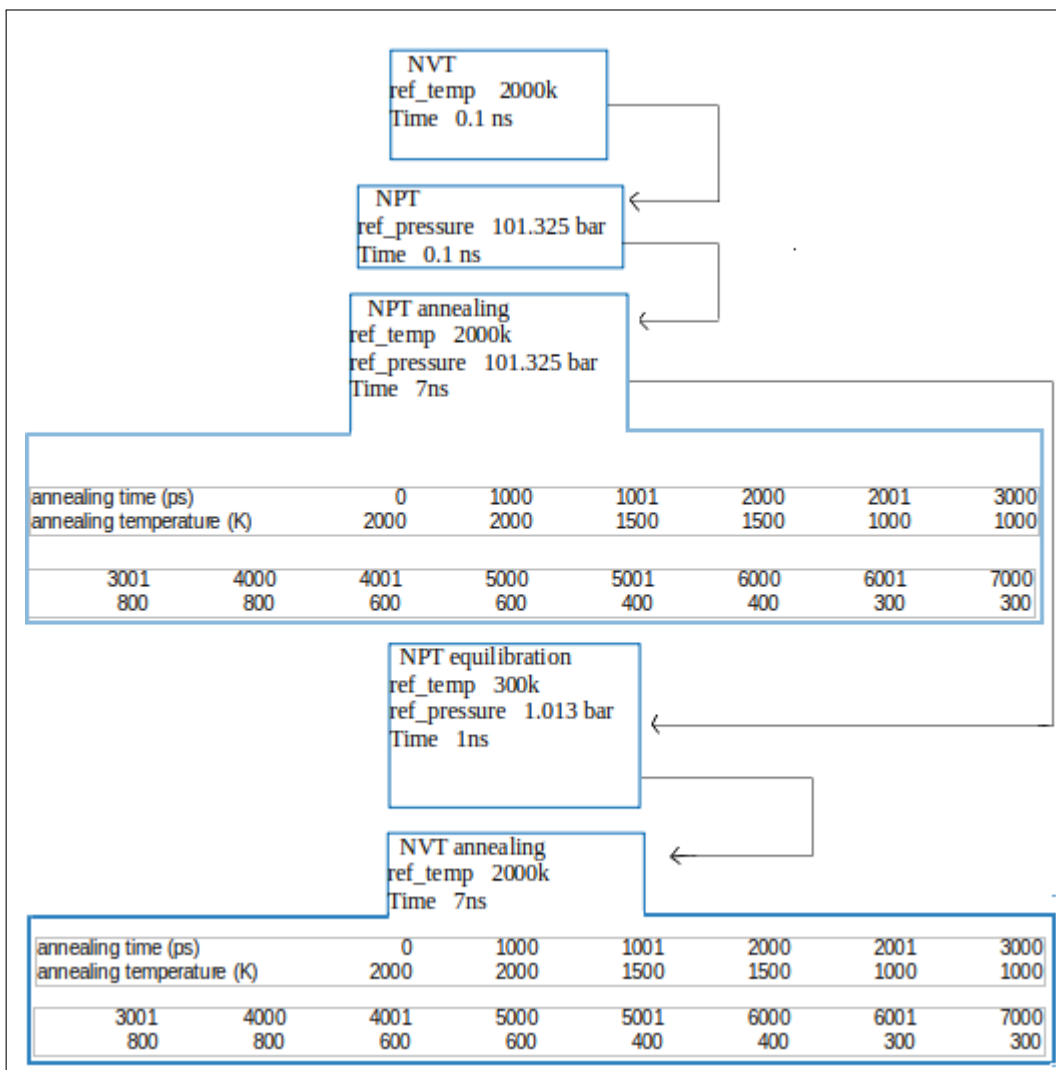 NVT
ref_temp 2000k
Time 0.1 ns
NPT
ref_pressure 101.325 bar
Time 0.1 ns
NPT annealing
ref_temp 2000k
ref_pressure 101.325 bar
Time 7ns
annealing time (ps) 0 1000 1001 2000 2001 3000
annealing temperature (K) 2000 2000 1500 1500 1000 1000
3001 4000 4001 5000 5001 6000 6001 7000
800 800 600 600 400 400 300 300
NPT equilibration
ref_temp 300k
ref_pressure 1.013 bar
Time 1ns
NVT annealing
ref_temp 2000k
Time 7ns
annealing time (ps) 0 1000 1001 2000 2001 3000
annealing temperature (K) 2000 2000 1500 1500 1000 1000
3001 4000 4001 5000 5001 6000 6001 7000
800 800 600 600 400 400 300 300